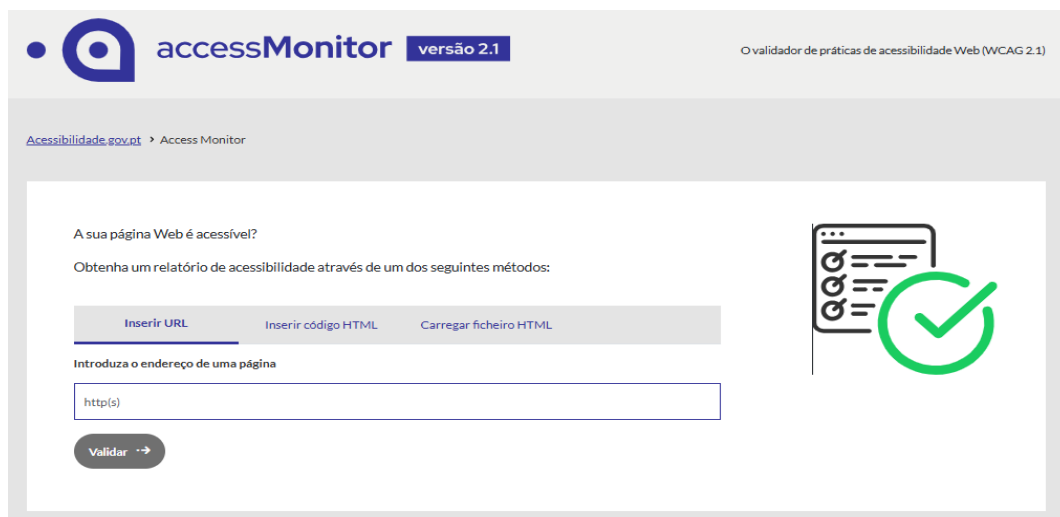 accessMonitor versão 2.1
O validador de práticas de acessibilidade Web (WCAG 2.1)
Acessibilidade.gov.pt › Access Monitor
A sua página Web é acessível?
Obtenha um relatório de acessibilidade através de um dos seguintes métodos:
Inserir URL Inserir código HTML Carregar ficheiro HTML
Introduza o endereço de uma página
http(s)
Validar